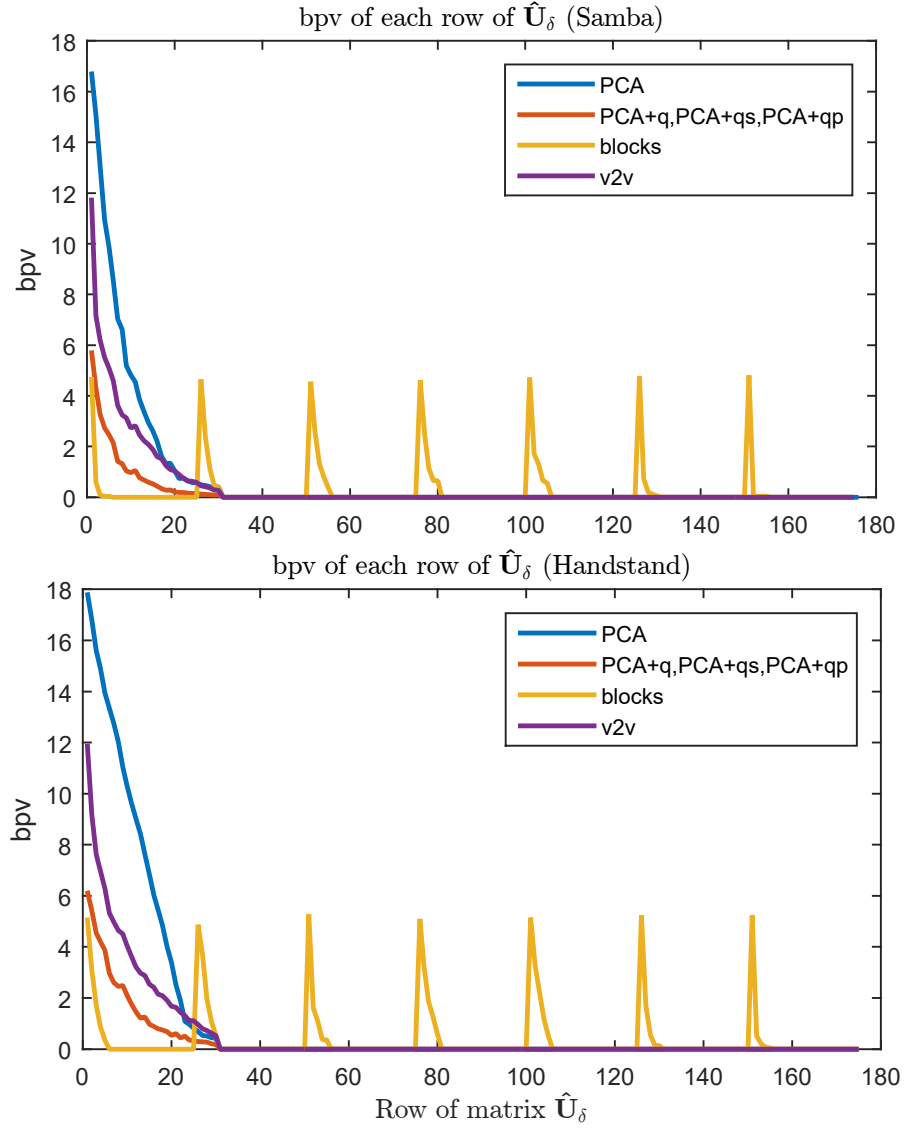 bpv of each row of Û_δ (Samba)
18
16
14
12
10
8
6
4
2
0
bpv
PCA
PCA+q,PCA+qs,PCA+qp
blocks
v2v
0 20 40 60 80 100 120 140 160 180
bpv of each row of Û_δ (Handstand)
18
16
14
12
10
8
6
4
2
0
bpv
PCA
PCA+q,PCA+qs,PCA+qp
blocks
v2v
0 20 40 60 80 100 120 140 160 180
Row of matrix Û_δ